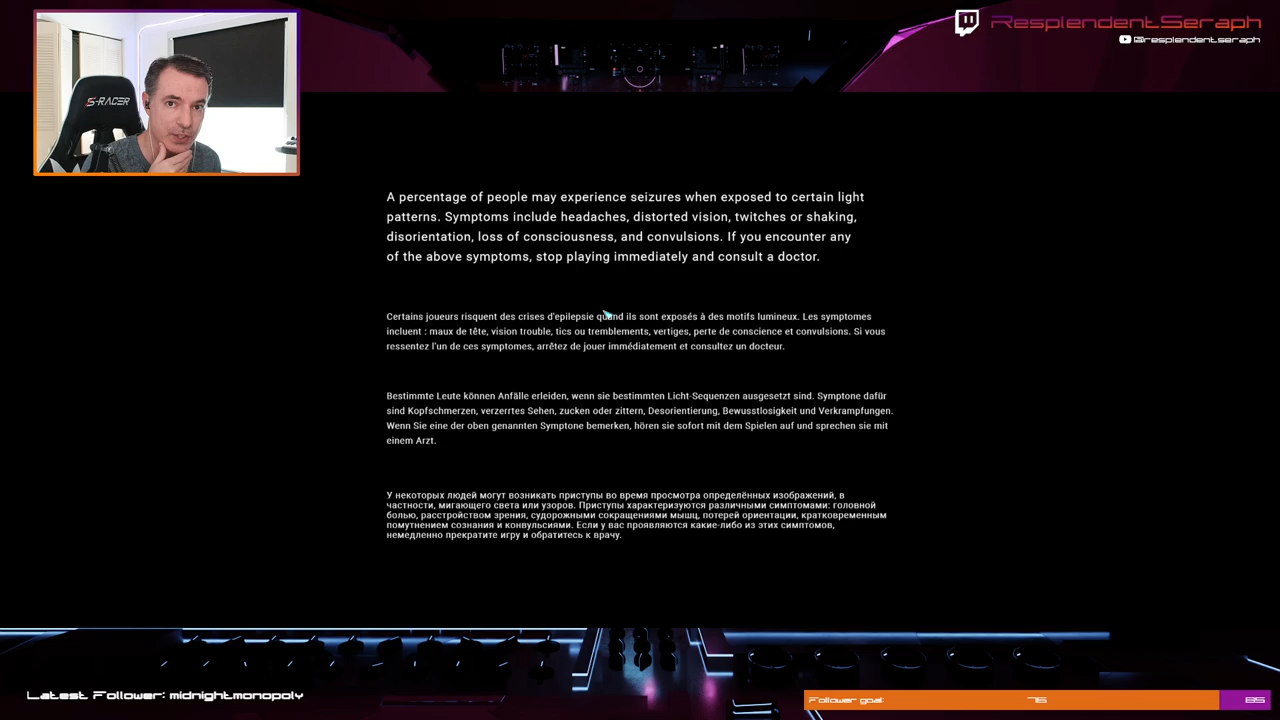 ResplendentSeraph
@resplendentseraph
S-RACER
A percentage of people may experience seizures when exposed to certain light
patterns. Symptoms include headaches, distorted vision, twitches or shaking,
disorientation, loss of consciousness, and convulsions. If you encounter any
of the above symptoms, stop playing immediately and consult a doctor.
Certains joueurs risquent des crises d'epilepsie quand ils sont exposés à des motifs lumineux. Les symptomes
incluent : maux de tête, vision trouble, tics ou tremblements, vertiges, perte de conscience et convulsions. Si vous
ressentez l'un de ces symptomes, arrêtez de jouer immédiatement et consultez un docteur.
Bestimmte Leute können Anfälle erleiden, wenn sie bestimmten Licht-Sequenzen ausgesetzt sind. Symptone dafür
sind Kopfschmerzen, verzerrtes Sehen, zucken oder zittern, Desorientierung, Bewusstlosigkeit und Verkrampfungen.
Wenn Sie eine der oben genannten Symptone bemerken, hören sie sofort mit dem Spielen auf und sprechen sie mit
einem Arzt.
У некоторых людей могут возникать приступы во время просмотра определённых изображений, в
частности, мигающего света или узоров. Приступы характеризуются различными симптомами: головной
болью, расстройством зрения, судорожными сокращениями мышц, потерей ориентации, кратковременным
помутнением сознания и конвульсиями. Если у вас проявляются какие-либо из этих симптомов,
немедленно прекратите игру и обратитесь к врачу.
Latest Follower: midnightmonopoly
Follower goal: 76 85